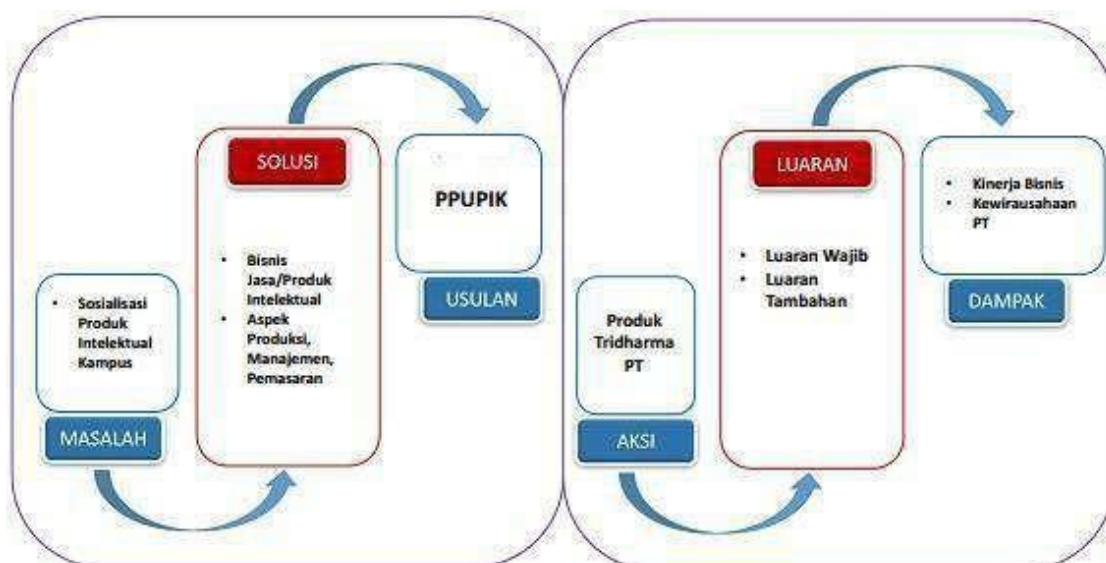 • Sosialisasi
Produk
Intelektual
Kampus
MASALAH
SOLUSI
• Bisnis
Jasa/Produk
Intelektual
• Aspek
Produksi,
Manajemen,
Pemasaran
PPUPIK
USULAN
Produk
Tridharma
PT
AKSI
LUARAN
• Luaran Wajib
• Luaran
Tambahan
• Kinerja Bisnis
• Kewirausahaan
PT
DAMPAK